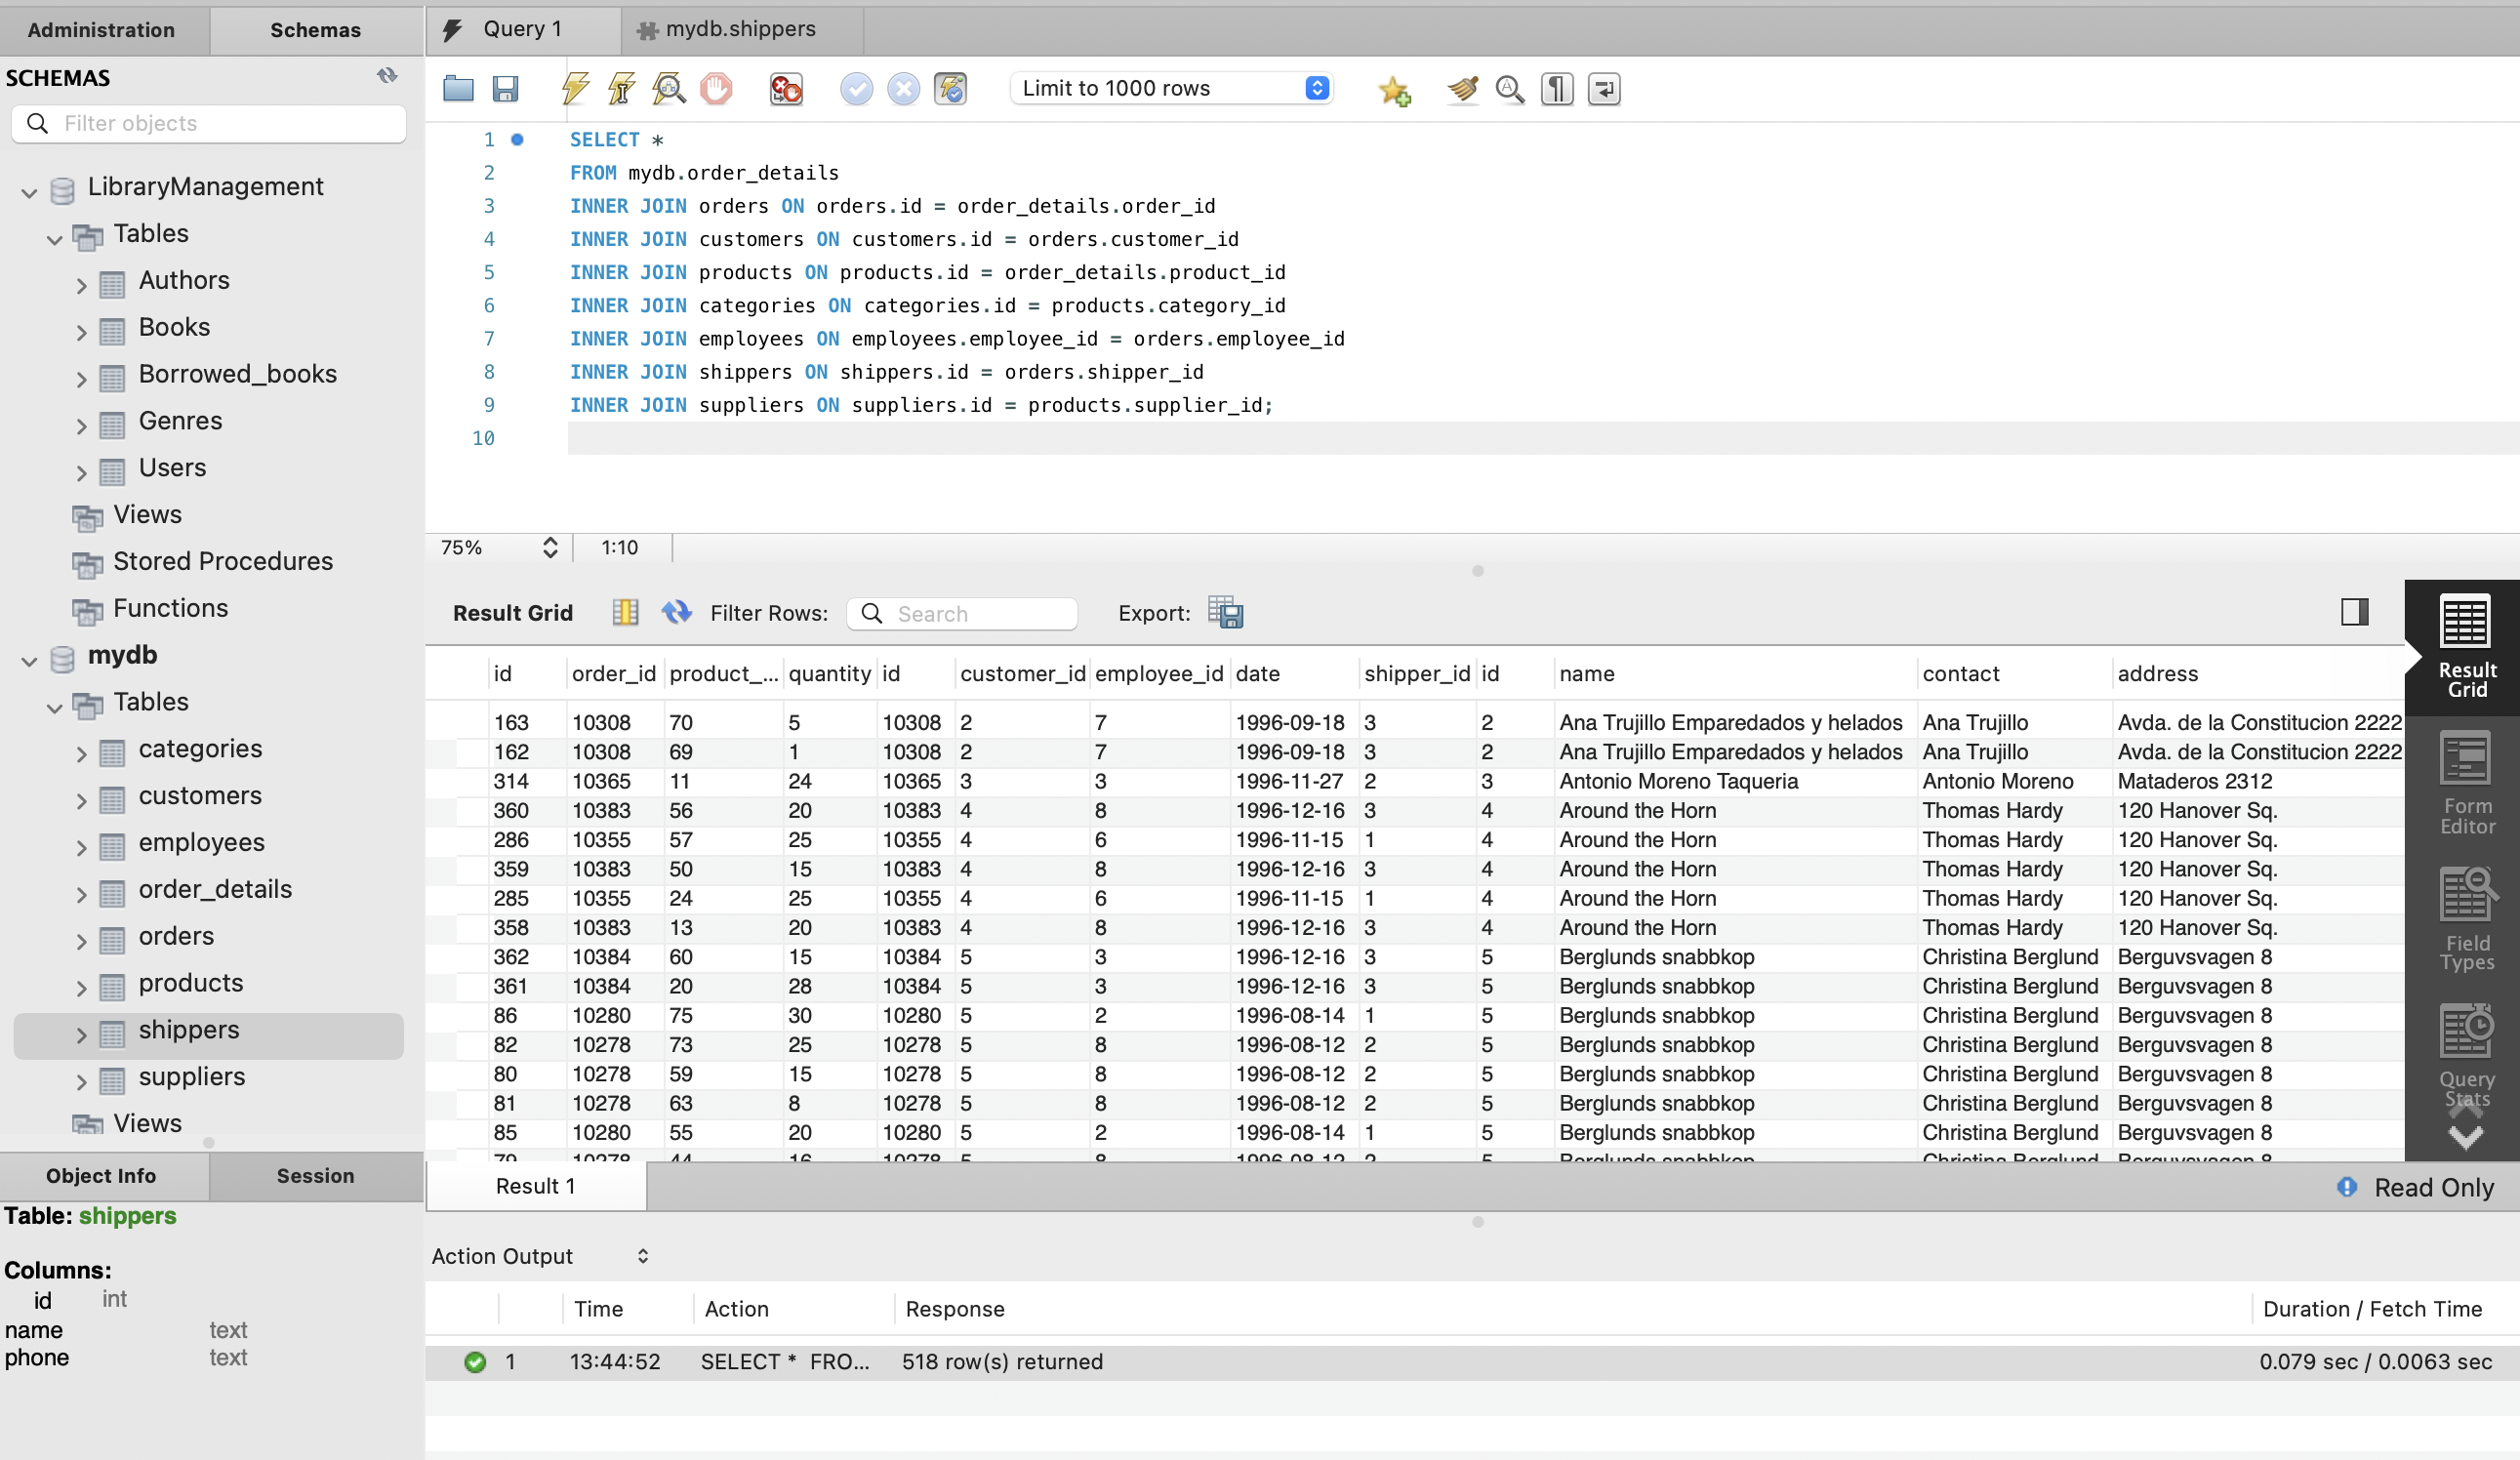 Administration Schemas
SCHEMAS
Filter objects
LibraryManagement
Tables
Authors
Books
Borrowed_books
Genres
Users
Views
Stored Procedures
Functions
mydb
Tables
categories
customers
employees
order_details
orders
products
shippers
suppliers
Views
Object Info Session
Table: shippers
Columns:
id int
name text
phone text
Query 1 mydb.shippers
Limit to 1000 rows
1 SELECT *
2 FROM mydb.order_details
3 INNER JOIN orders ON orders.id = order_details.order_id
4 INNER JOIN customers ON customers.id = orders.customer_id
5 INNER JOIN products ON products.id = order_details.product_id
6 INNER JOIN categories ON categories.id = products.category_id
7 INNER JOIN employees ON employees.employee_id = orders.employee_id
8 INNER JOIN shippers ON shippers.id = orders.shipper_id
9 INNER JOIN suppliers ON suppliers.id = products.supplier_id;
10
75% 1:10
Result Grid Filter Rows: Search Export:
id order_id product_... quantity id customer_id employee_id date shipper_id id name contact address
163 10308 70 5 10308 2 7 1996-09-18 3 2 Ana Trujillo Emparedados y helados Ana Trujillo Avda. de la Constitucion 2222
162 10308 69 1 10308 2 7 1996-09-18 3 2 Ana Trujillo Emparedados y helados Ana Trujillo Avda. de la Constitucion 2222
314 10365 11 24 10365 3 3 1996-11-27 2 3 Antonio Moreno Taqueria Antonio Moreno Mataderos 2312
360 10383 56 20 10383 4 8 1996-12-16 3 4 Around the Horn Thomas Hardy 120 Hanover Sq.
286 10355 57 25 10355 4 6 1996-11-15 1 4 Around the Horn Thomas Hardy 120 Hanover Sq.
359 10383 50 15 10383 4 8 1996-12-16 3 4 Around the Horn Thomas Hardy 120 Hanover Sq.
285 10355 24 25 10355 4 6 1996-11-15 1 4 Around the Horn Thomas Hardy 120 Hanover Sq.
358 10383 13 20 10383 4 8 1996-12-16 3 4 Around the Horn Thomas Hardy 120 Hanover Sq.
362 10384 60 15 10384 5 3 1996-12-16 3 5 Berglunds snabbkop Christina Berglund Berguvsvagen 8
361 10384 20 28 10384 5 3 1996-12-16 3 5 Berglunds snabbkop Christina Berglund Berguvsvagen 8
86 10280 75 30 10280 5 2 1996-08-14 1 5 Berglunds snabbkop Christina Berglund Berguvsvagen 8
82 10278 73 25 10278 5 8 1996-08-12 2 5 Berglunds snabbkop Christina Berglund Berguvsvagen 8
80 10278 59 15 10278 5 8 1996-08-12 2 5 Berglunds snabbkop Christina Berglund Berguvsvagen 8
81 10278 63 8 10278 5 8 1996-08-12 2 5 Berglunds snabbkop Christina Berglund Berguvsvagen 8
85 10280 55 20 10280 5 2 1996-08-14 1 5 Berglunds snabbkop Christina Berglund Berguvsvagen 8
79 10278 44 16 10278 5 8 1996-08-12 2 5 Berglunds snabbkop Christina Berglund Berguvsvagen 8
Result
Grid
Form
Editor
Field
Types
Query
Stats
Result 1 Read Only
Action Output
Time Action Response Duration / Fetch Time
1 13:44:52 SELECT * FRO... 518 row(s) returned 0.079 sec / 0.0063 sec